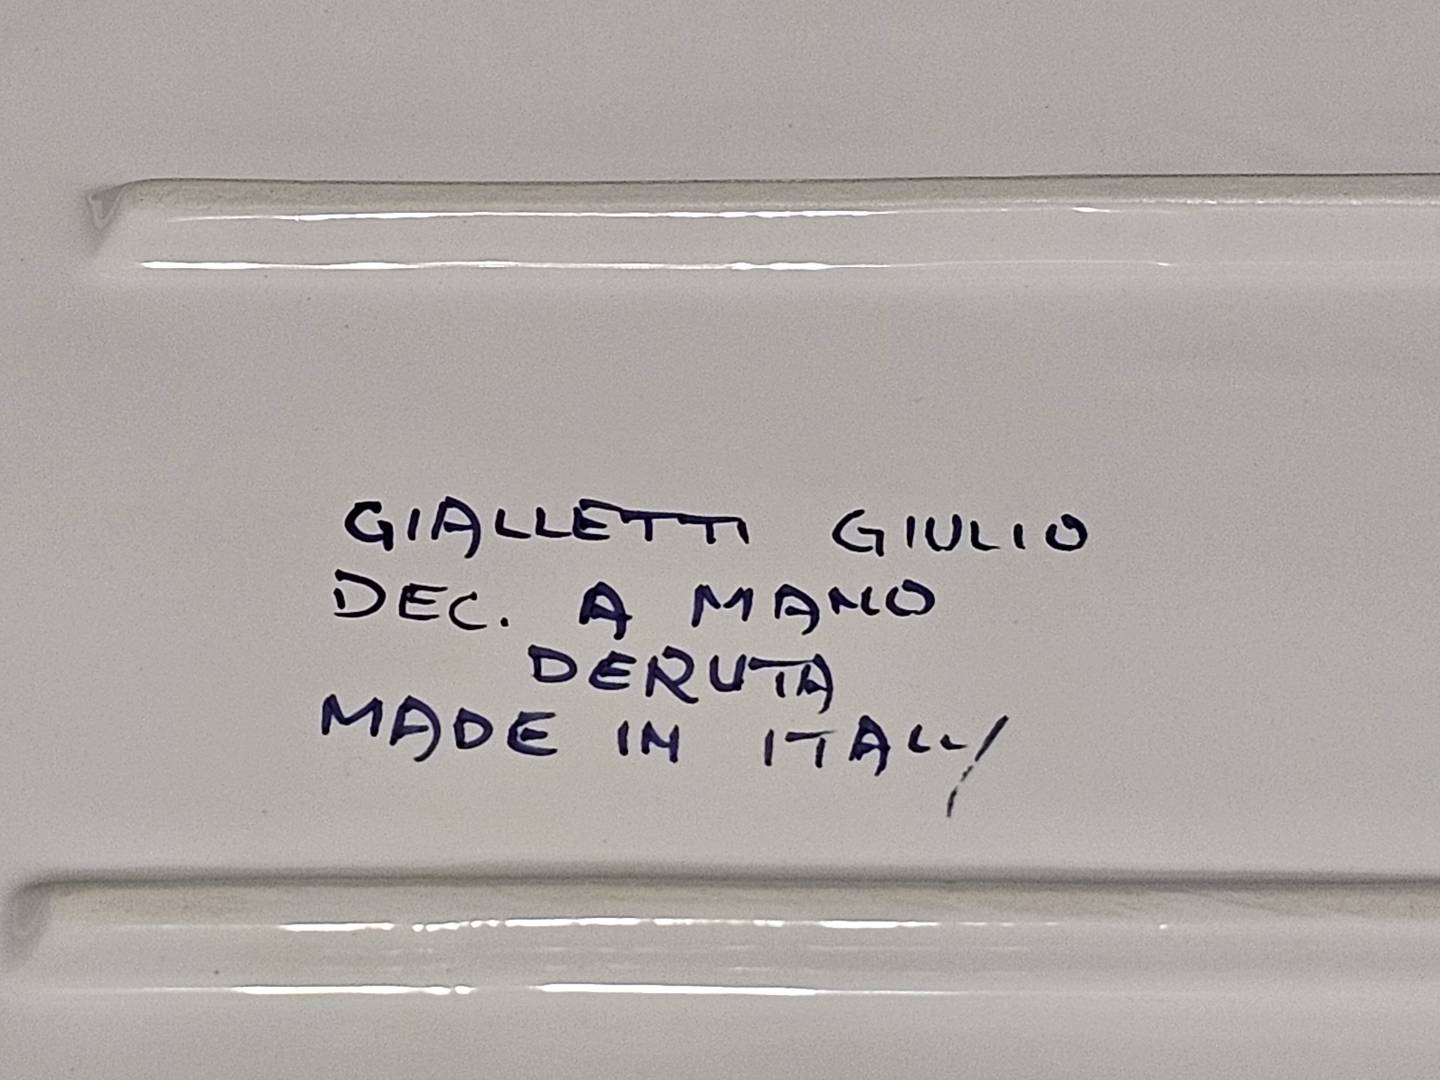 GIALLETTI GIULIO
DEC. A MANO
DERUTA
MADE IN ITALY